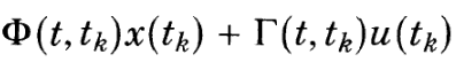 Φ(t, t_k)x(t_k) + Γ(t, t_k)u(t_k)